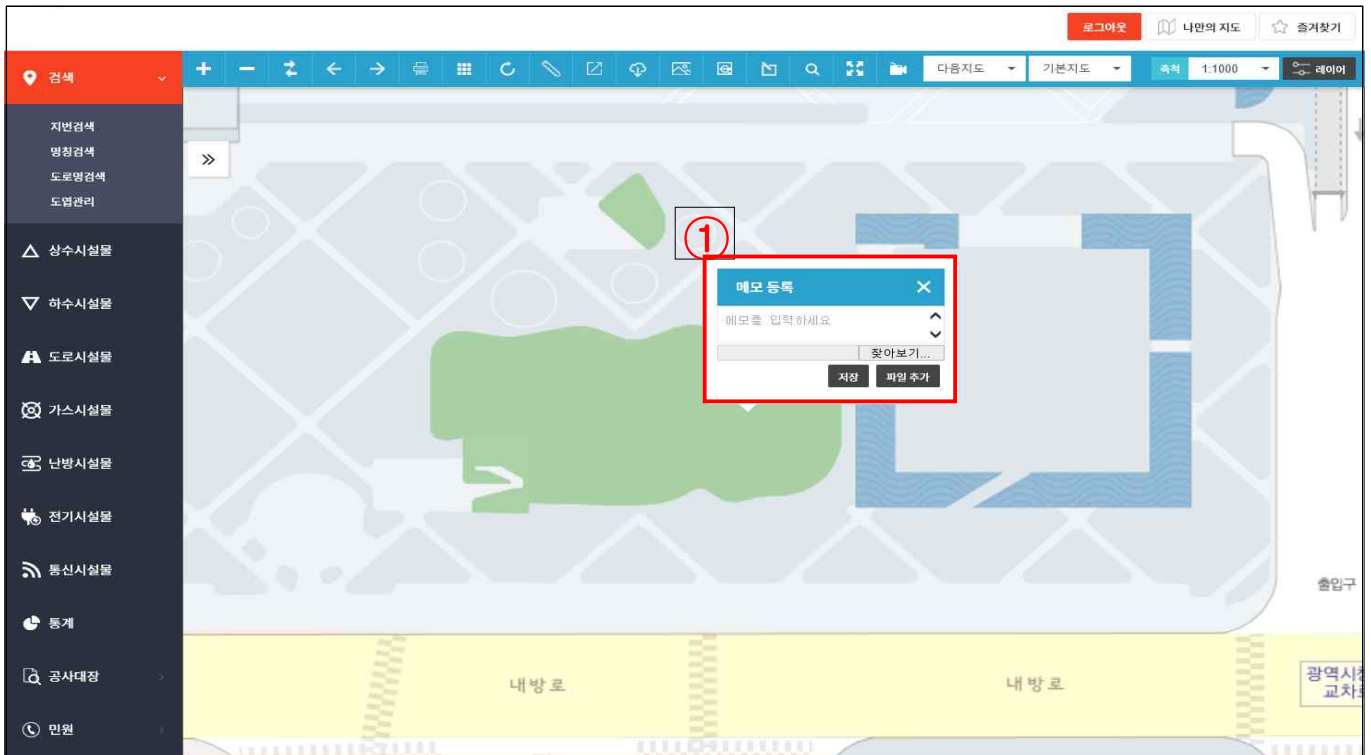 로그아웃
나만의 지도
즐겨찾기
검색
다음지도
기본지도
축척
1:1000
레이어
지번검색
명칭검색
도로명검색
도엽관리
상수시설물
하수시설물
도로시설물
가스시설물
난방시설물
전기시설물
통신시설물
통계
공사대장
민원
①
메모 등록
메모를 입력하세요
찾아보기...
저장
파일 추가
출입구
내방로
내방로
광역시청
교차로